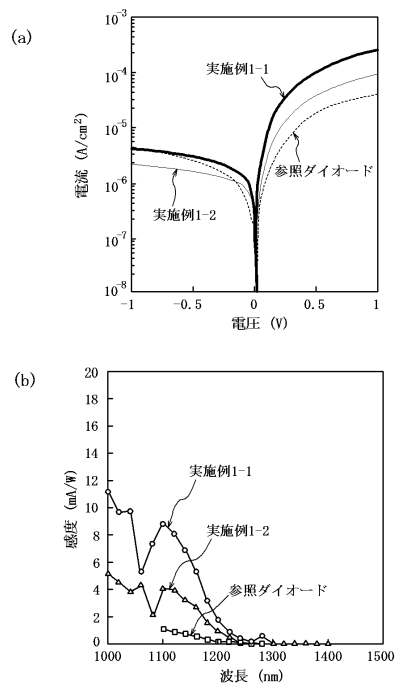 (a)
10-3
10-4
10-5
10-6
10-7
10-8
電流 (A/cm2)
実施例1-1
参照ダイオード
実施例1-2
-1
-0.5
0
0.5
1
電圧 (V)
(b)
20
18
16
14
12
10
8
6
4
2
0
感度 (mA/W)
実施例1-1
実施例1-2
参照ダイオード
1000
1100
1200
1300
1400
1500
波長 (nm)